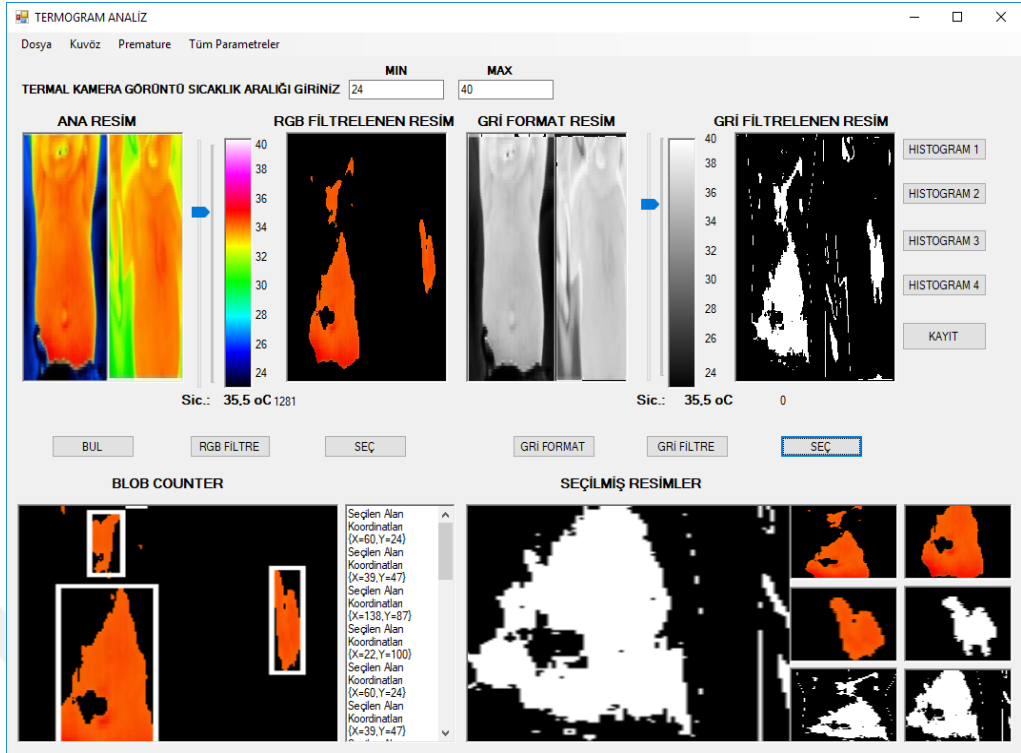 TERMOGRAM ANALİZ
Dosya Kuvöz Premature Tüm Parametreler
MIN MAX
TERMAL KAMERA GÖRÜNTÜ SICAKLIK ARALIĞI GİRİNİZ 24 40
ANA RESİM RGB FİLTRELENEN RESİM GRİ FORMAT RESİM GRİ FİLTRELENEN RESİM
40
38
36
34
32
30
28
26
24
40
38
36
34
32
30
28
26
24
HISTOGRAM 1
HISTOGRAM 2
HISTOGRAM 3
HISTOGRAM 4
KAYIT
Sic.: 35,5 oC 1281 Sic.: 35,5 oC 0
BUL RGB FİLTRE SEÇ GRİ FORMAT GRİ FİLTRE SEÇ
BLOB COUNTER SEÇİLMİŞ RESİMLER
Seçilen Alan
Koordinatları
{X=60,Y=24}
Seçilen Alan
Koordinatları
{X=39,Y=47}
Seçilen Alan
Koordinatları
{X=138,Y=87}
Seçilen Alan
Koordinatları
{X=22,Y=100}
Seçilen Alan
Koordinatları
{X=60,Y=24}
Seçilen Alan
Koordinatları
{X=39,Y=47}